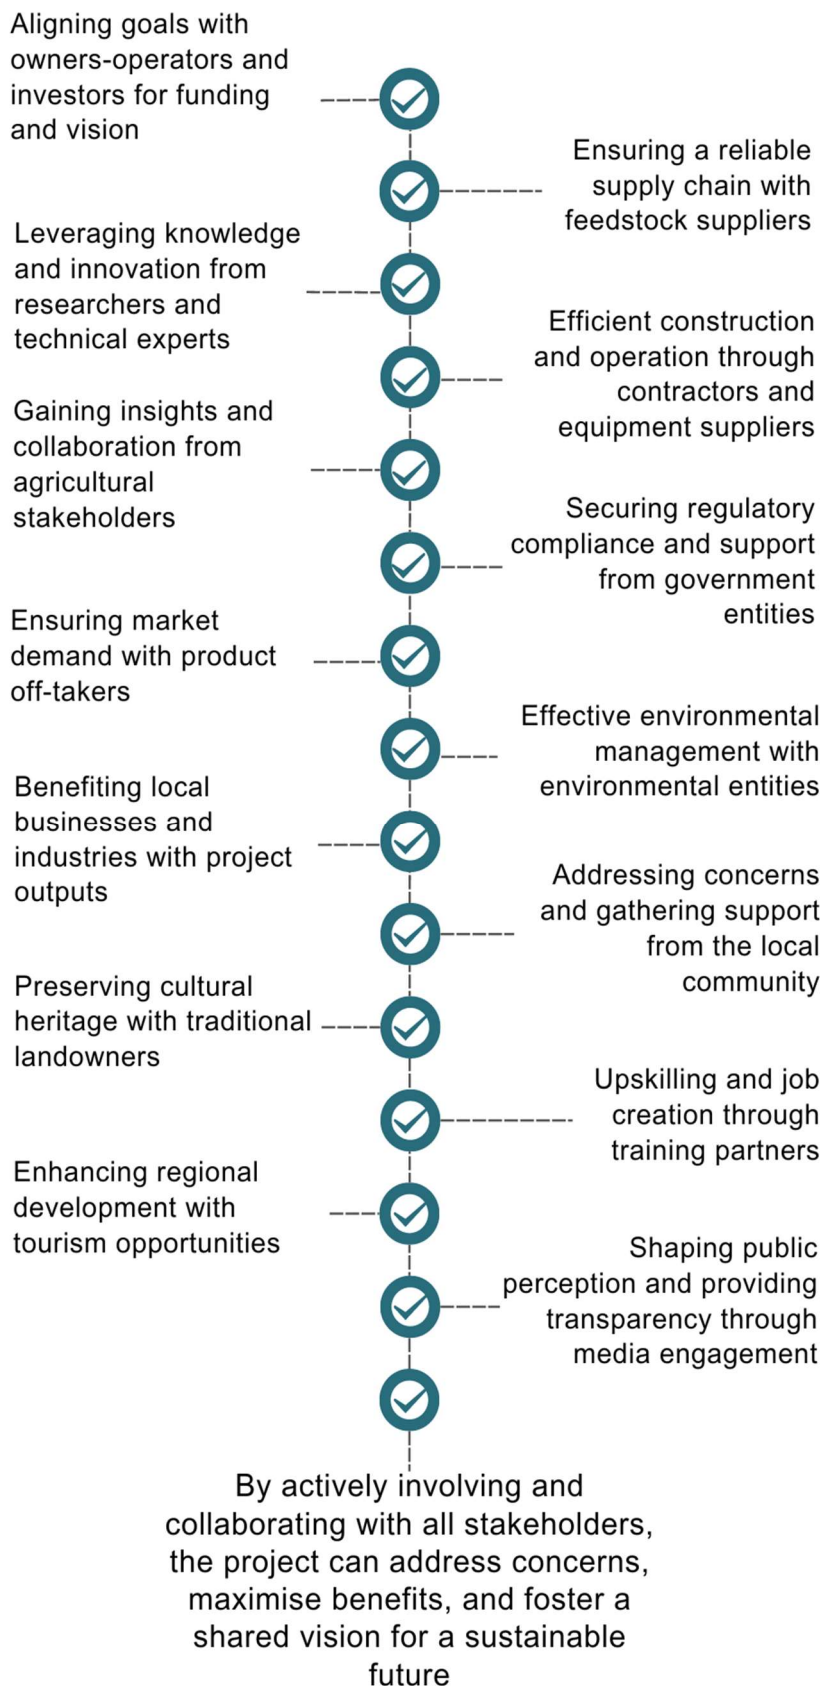 Aligning goals with
owners-operators and
investors for funding
and vision
Ensuring a reliable
supply chain with
feedstock suppliers
Leveraging knowledge
and innovation from
researchers and
technical experts
Efficient construction
and operation through
contractors and
equipment suppliers
Gaining insights and
collaboration from
agricultural
stakeholders
Securing regulatory
compliance and support
from government
entities
Ensuring market
demand with product
off-takers
Effective environmental
management with
environmental entities
Benefiting local
businesses and
industries with project
outputs
Addressing concerns
and gathering support
from the local
community
Preserving cultural
heritage with traditional
landowners
Upskilling and job
creation through
training partners
Enhancing regional
development with
tourism opportunities
Shaping public
perception and providing
transparency through
media engagement
By actively involving and
collaborating with all stakeholders,
the project can address concerns,
maximise benefits, and foster a
shared vision for a sustainable
future